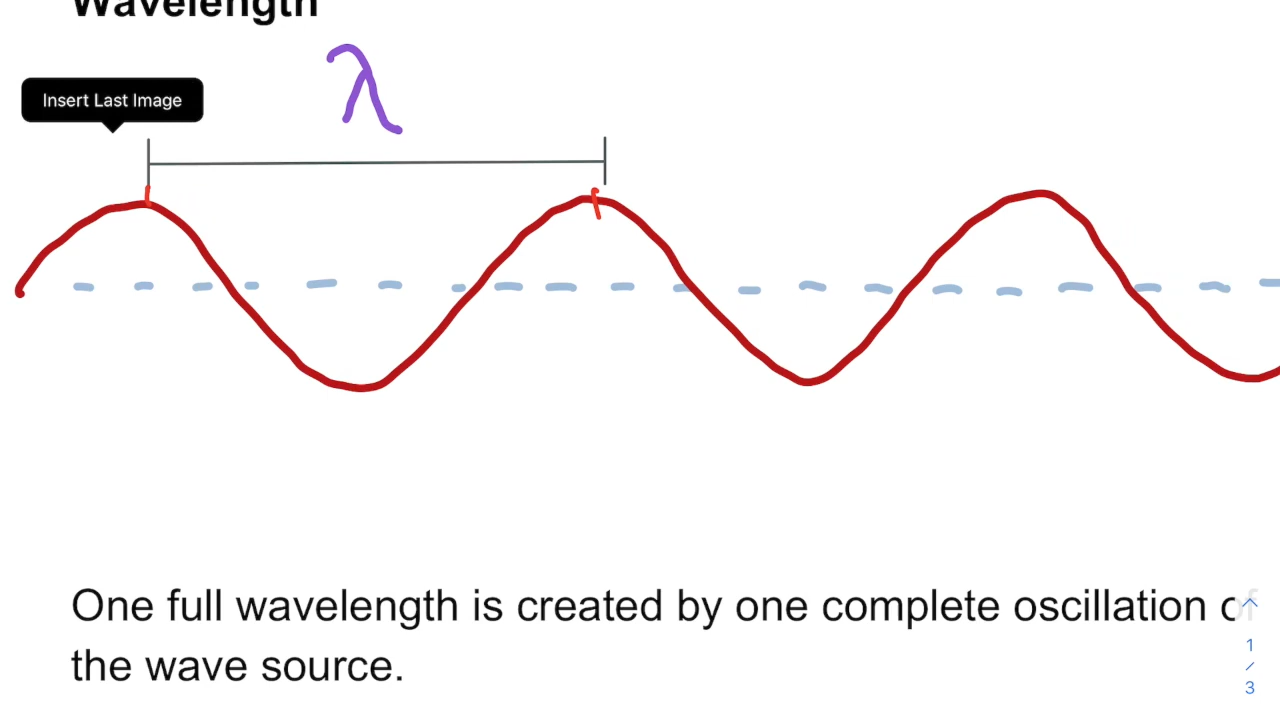 Wavelength
λ
Insert Last Image
One full wavelength is created by one complete oscillation of
the wave source.
1
/
3